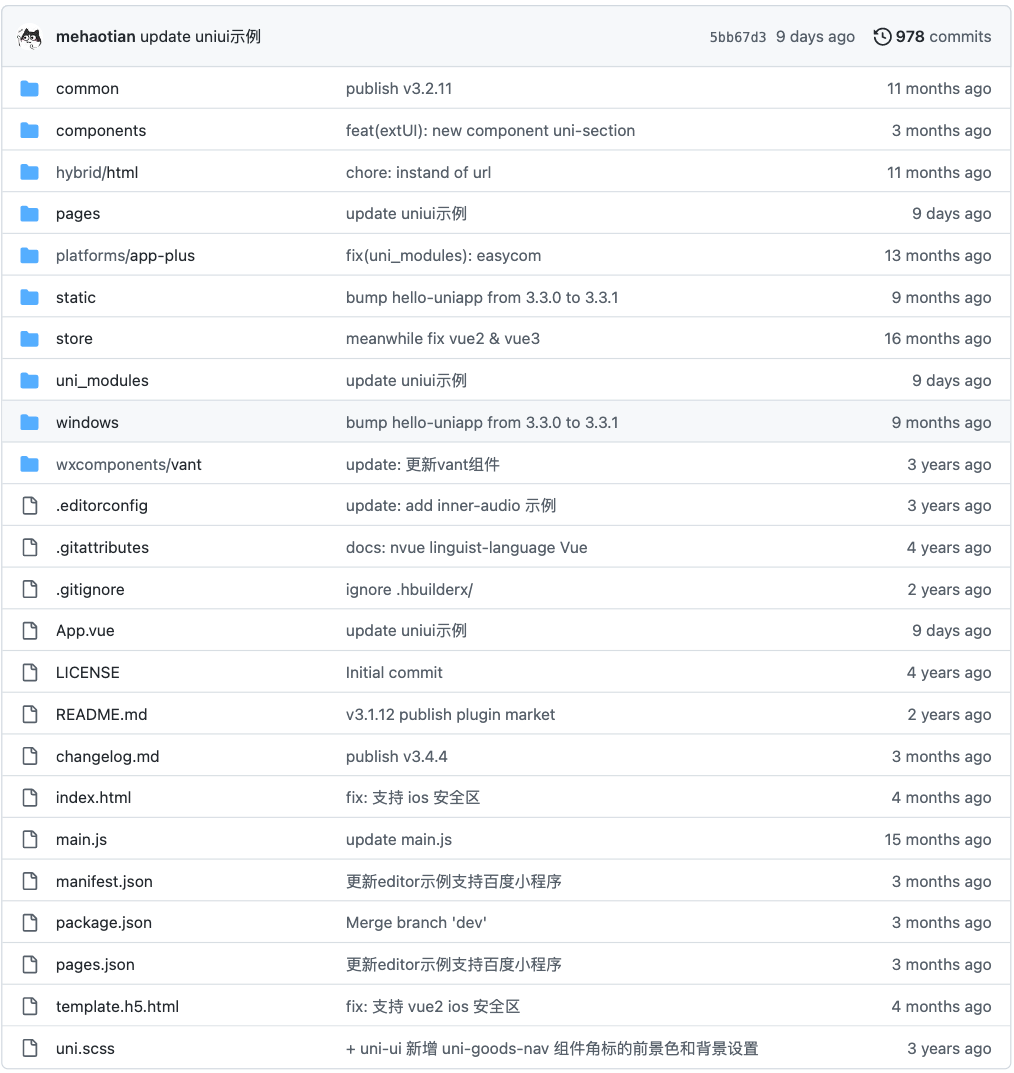 mehaotian update uniui示例 5bb67d3 9 days ago 978 commits
common publish v3.2.11 11 months ago
components feat(extUI): new component uni-section 3 months ago
hybrid/html chore: instand of url 11 months ago
pages update uniui示例 9 days ago
platforms/app-plus fix(uni_modules): easycom 13 months ago
static bump hello-uniapp from 3.3.0 to 3.3.1 9 months ago
store meanwhile fix vue2 & vue3 16 months ago
uni_modules update uniui示例 9 days ago
windows bump hello-uniapp from 3.3.0 to 3.3.1 9 months ago
wxcomponents/vant update: 更新vant组件 3 years ago
.editorconfig update: add inner-audio 示例 3 years ago
.gitattributes docs: nvue linguist-language Vue 4 years ago
.gitignore ignore .hbuilderx/ 2 years ago
App.vue update uniui示例 9 days ago
LICENSE Initial commit 4 years ago
README.md v3.1.12 publish plugin market 2 years ago
changelog.md publish v3.4.4 3 months ago
index.html fix: 支持 ios 安全区 4 months ago
main.js update main.js 15 months ago
manifest.json 更新editor示例支持百度小程序 3 months ago
package.json Merge branch 'dev' 3 months ago
pages.json 更新editor示例支持百度小程序 3 months ago
template.h5.html fix: 支持 vue2 ios 安全区 4 months ago
uni.scss + uni-ui 新增 uni-goods-nav 组件角标的前景色和背景设置 3 years ago